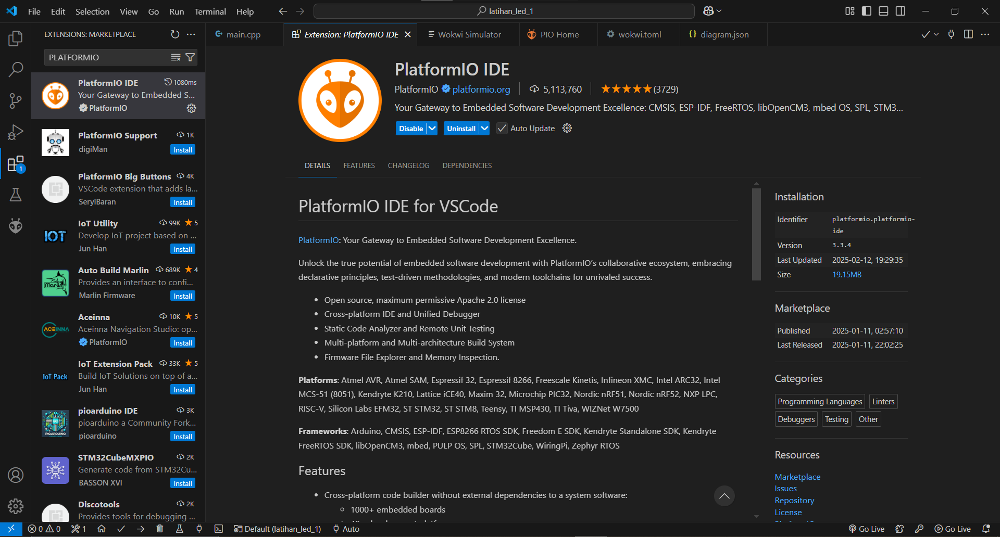 File Edit Selection View Go Run Terminal Help
latihan_led_1
EXTENSIONS: MARKETPLACE
main.cpp
Extension: PlatformIO IDE
Wokwi Simulator
PIO Home
wokwi.toml
diagram.json
PLATFORMIO
PlatformIO IDE 1080ms
Your Gateway to Embedded S...
PlatformIO
PlatformIO Support 1K
digiMan Install
PlatformIO Big Buttons 4K
VSCode extension that adds la...
SeryiBaran Install
IoT Utility 99K 5
IOT
Develop IoT project based on ...
Jun Han Install
Auto Build Marlin 689K 4
Marlin
Provides an interface to confi...
Marlin Firmware Install
Aceinna 10K 5
ACEINNA
Aceinna Navigation Studio: op...
PlatformIO Install
IoT Extension Pack 33K 5
IoT Pack
Build IoT Solutions on top of a...
Jun Han Install
pioarduino IDE 3K
pioarduino a Community Fork...
PIOARDUINO
pioarduino Install
STM32CubeMXPIO 2K
Generate code from STM32Cu...
BASSON XVI Install
Discotools 2K
Provides tools for debugging ...
1
PlatformIO IDE
PlatformIO platformio.org 5,113,760 (3729)
Your Gateway to Embedded Software Development Excellence: CMSIS, ESP-IDF, FreeRTOS, libOpenCM3, mbed OS, SPL, STM3...
Disable Uninstall Auto Update
DETAILS FEATURES CHANGELOG DEPENDENCIES
PlatformIO IDE for VSCode
PlatformIO: Your Gateway to Embedded Software Development Excellence.
Unlock the true potential of embedded software development with PlatformIO's collaborative ecosystem, embracing
declarative principles, test-driven methodologies, and modern toolchains for unrivaled success.
• Open source, maximum permissive Apache 2.0 license
• Cross-platform IDE and Unified Debugger
• Static Code Analyzer and Remote Unit Testing
• Multi-platform and Multi-architecture Build System
• Firmware File Explorer and Memory Inspection.
Platforms: Atmel AVR, Atmel SAM, Espressif 32, Espressif 8266, Freescale Kinetis, Infineon XMC, Intel ARC32, Intel
MCS-51 (8051), Kendryte K210, Lattice iCE40, Maxim 32, Microchip PIC32, Nordic nRF51, Nordic nRF52, NXP LPC,
RISC-V, Silicon Labs EFM32, ST STM32, ST STM8, Teensy, TI MSP430, TI Tiva, WIZNet W7500
Frameworks: Arduino, CMSIS, ESP-IDF, ESP8266 RTOS SDK, Freedom E SDK, Kendryte Standalone SDK, Kendryte
FreeRTOS SDK, libOpenCM3, mbed, PULP OS, SPL, STM32Cube, WiringPi, Zephyr RTOS
Features
• Cross-platform code builder without external dependencies to a system software:
◦ 1000+ embedded boards
Installation
Identifier platformio.platformio-
ide
Version 3.3.4
Last Updated 2025-02-12, 19:29:35
Size 19.15MB
Marketplace
Published 2025-01-11, 02:57:10
Last Released 2025-01-11, 22:02:25
Categories
Programming Languages Linters
Debuggers Testing Other
Resources
Marketplace
Issues
Repository
License
0 0 1 Default (latihan_led_1) Auto Go Live Go Live